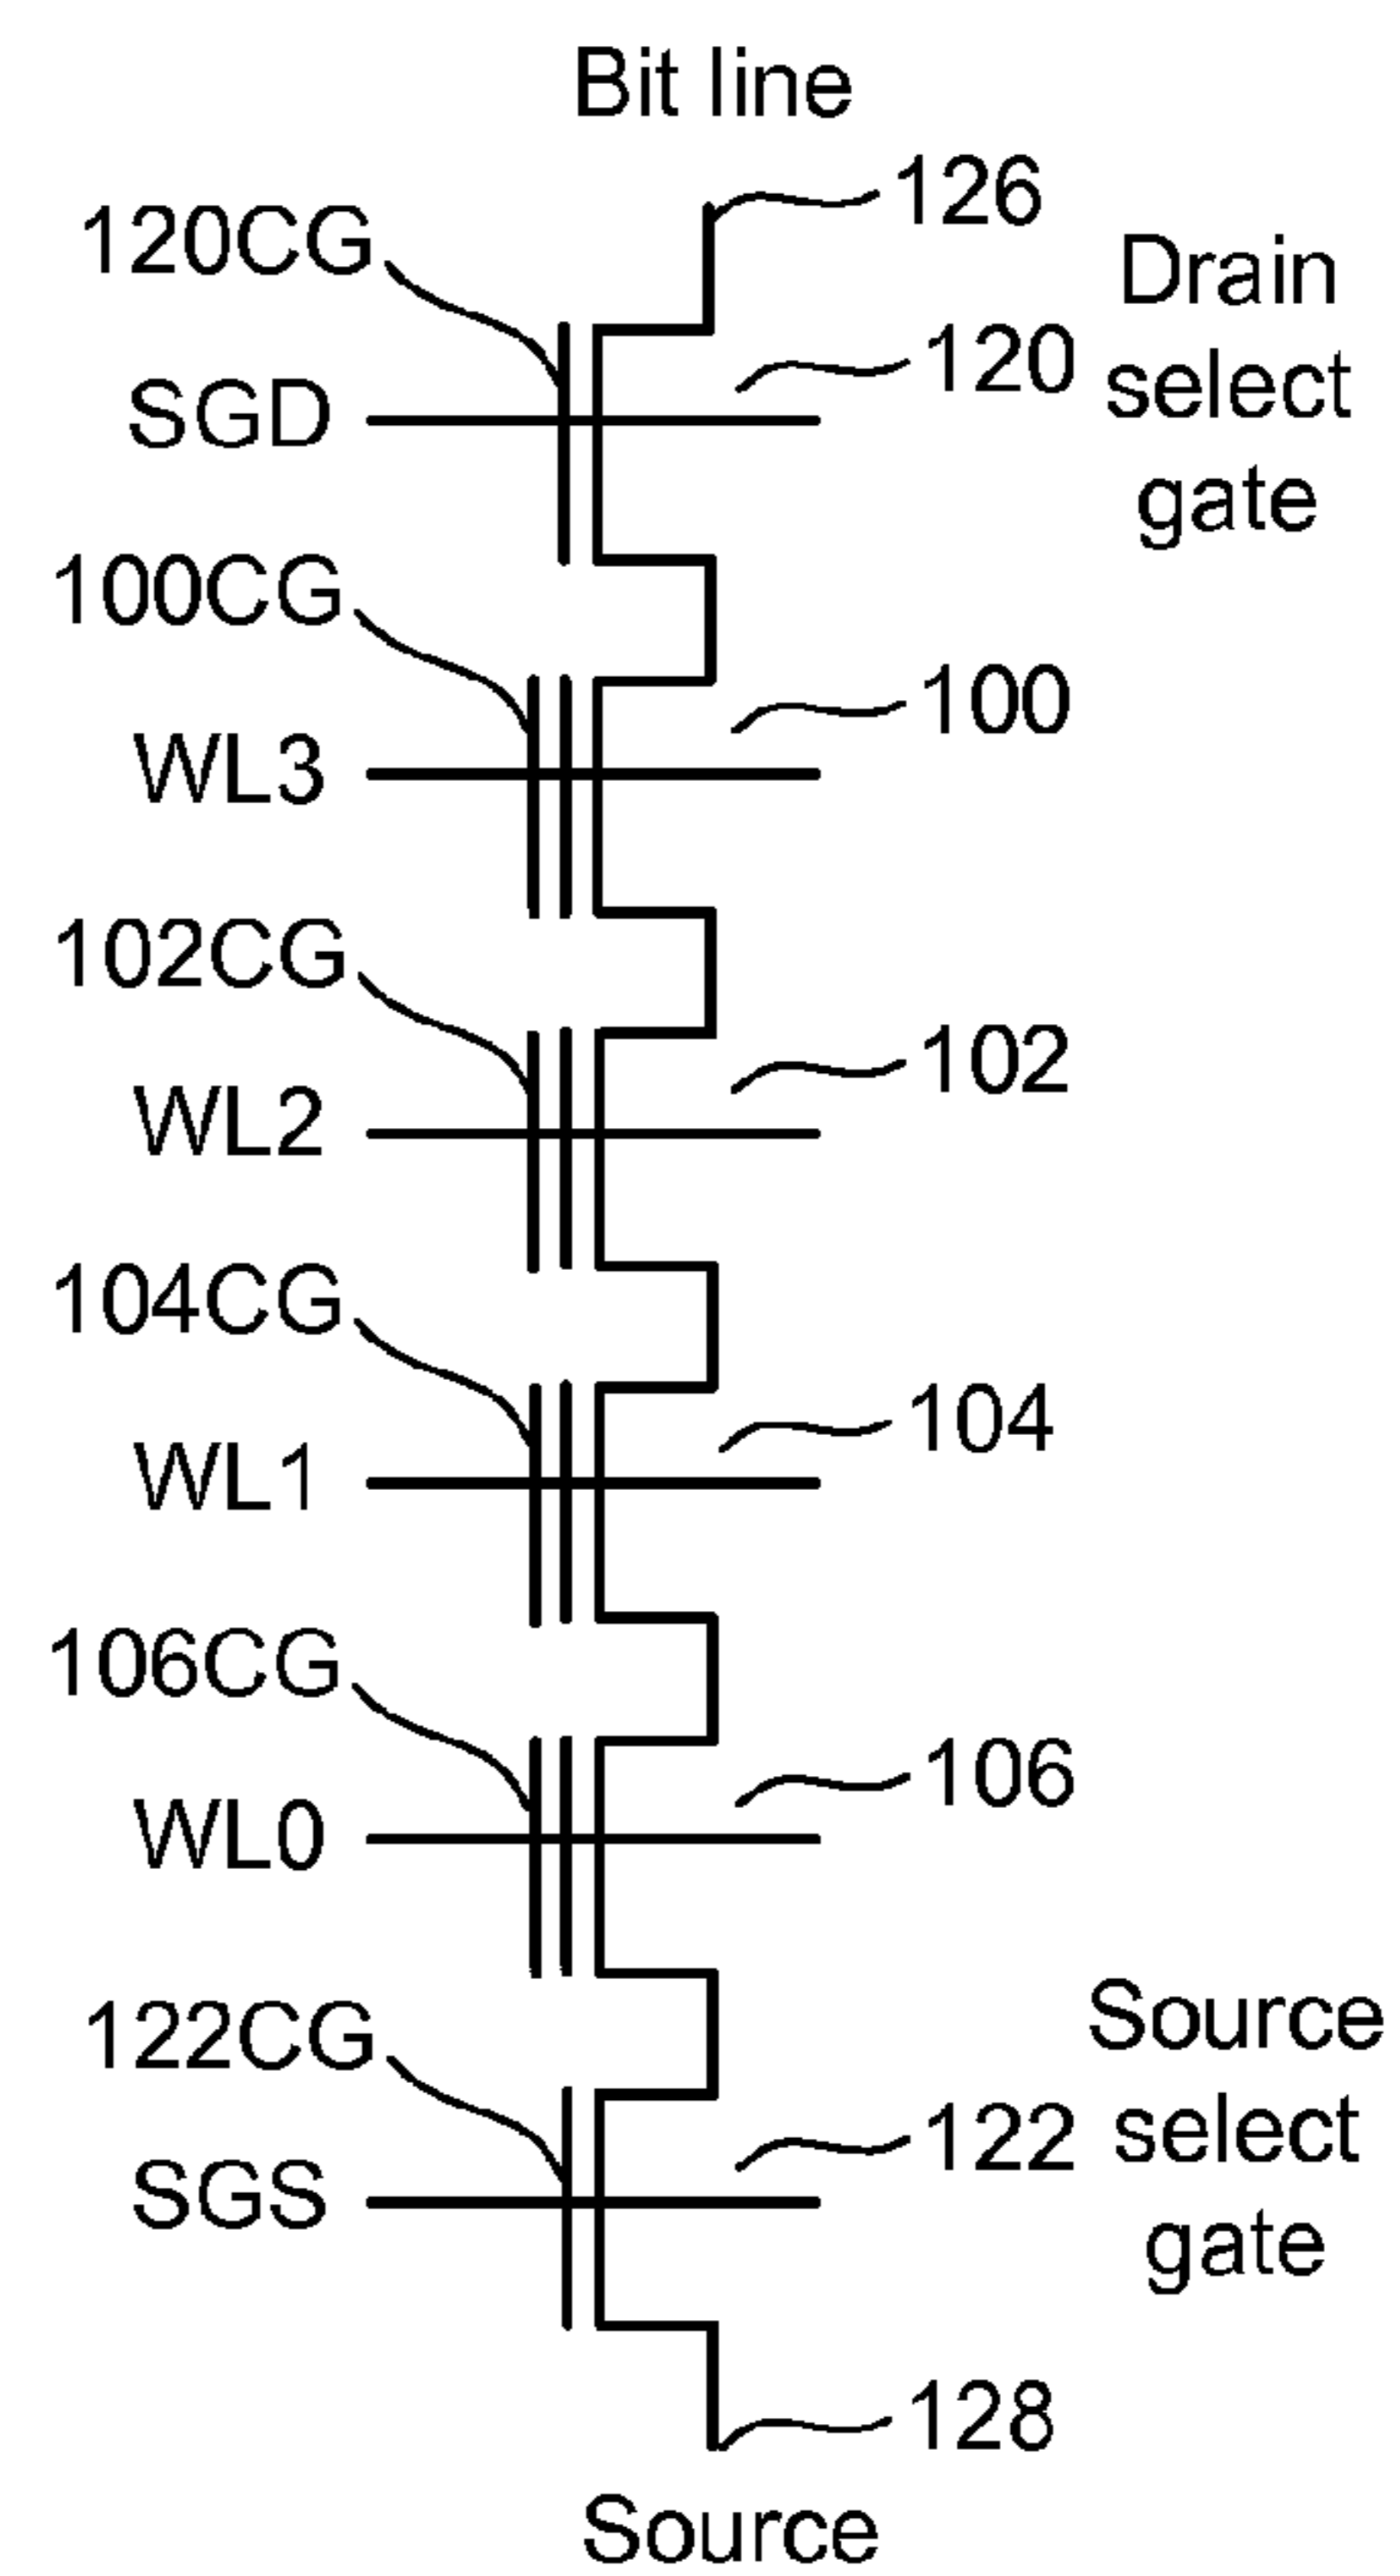 Bit line
126
120CG
Drain
select
gate
120
SGD
100CG
100
WL3
102CG
102
WL2
104CG
104
WL1
106CG
106
WL0
122CG
Source
select
gate
122
SGS
128
Source